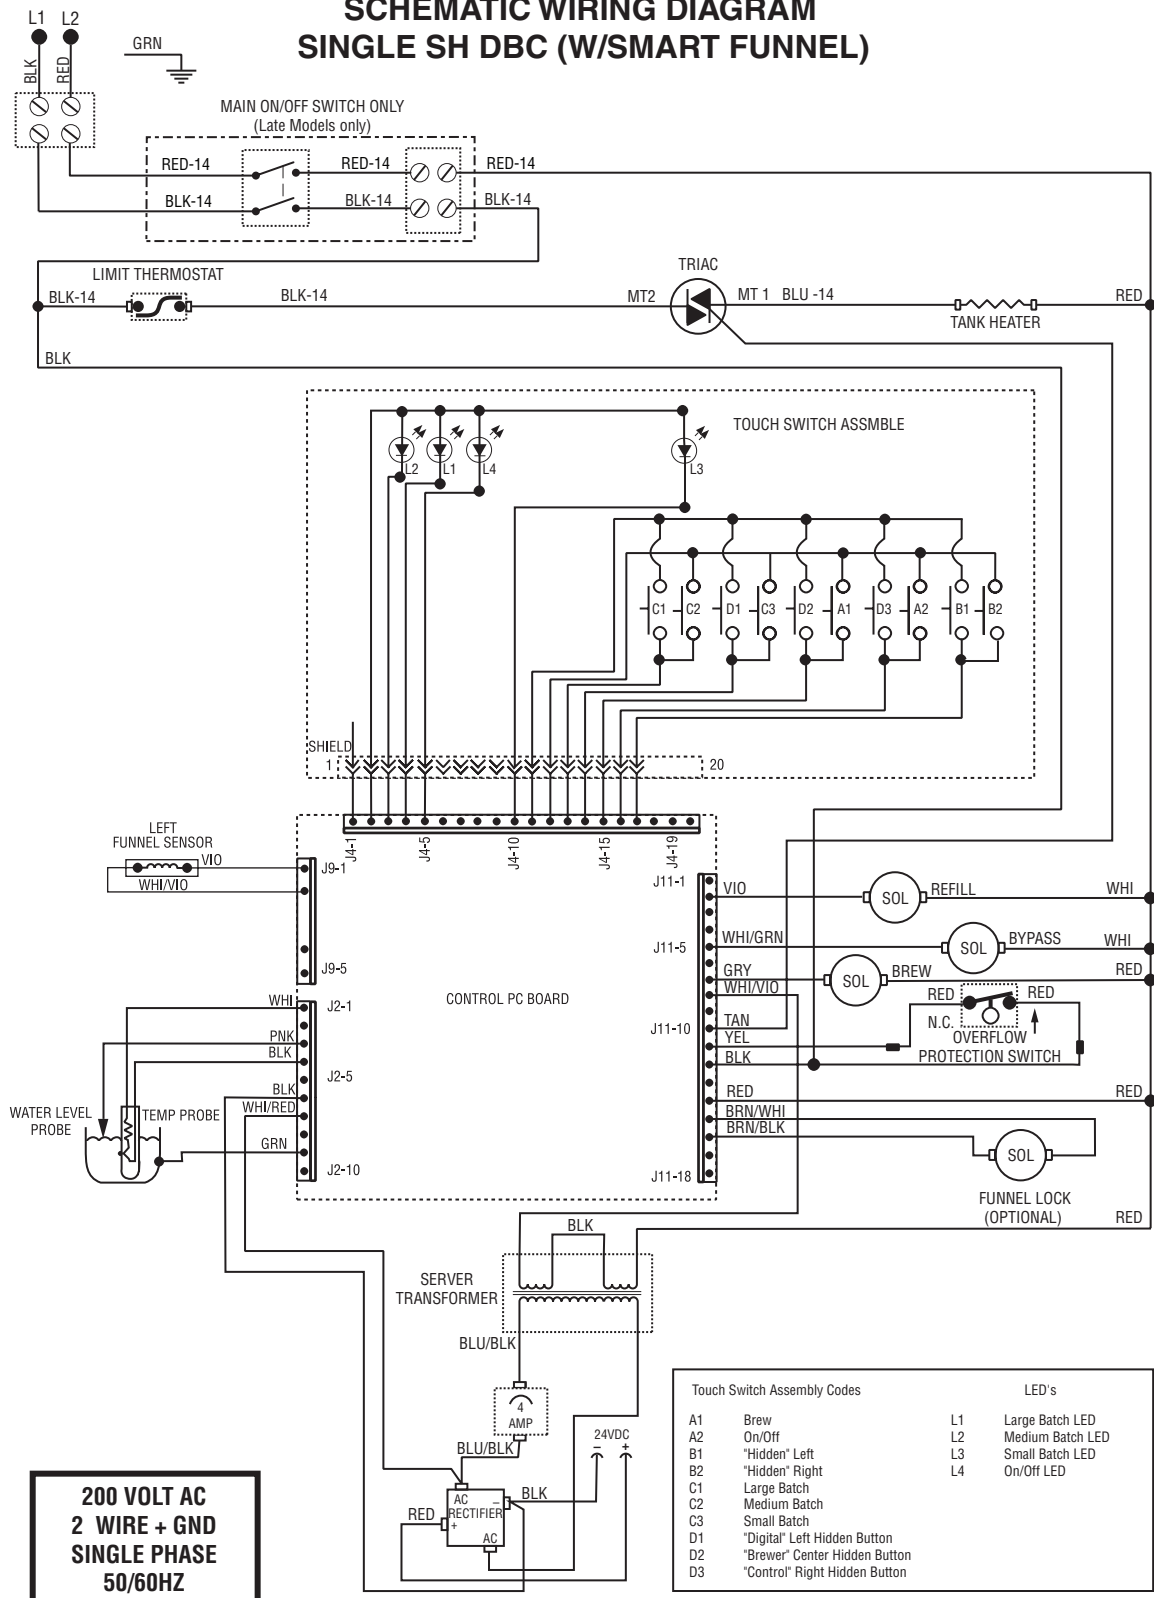 SCHEMATIC WIRING DIAGRAM
SINGLE SH DBC (W/SMART FUNNEL)
L1 L2
GRN
BLK
RED
MAIN ON/OFF SWITCH ONLY
(Late Models only)
RED-14 RED-14 RED-14
BLK-14 BLK-14 BLK-14
LIMIT THERMOSTAT
TRIAC
BLK-14 BLK-14 MT2 MT 1 BLU -14 RED
TANK HEATER
BLK
TOUCH SWITCH ASSMBLE
L2 L1 L4 L3
C1 C2 D1 C3 D2 A1 D3 A2 B1 B2
SHIELD
1 20
J4-1 J4-5 J4-10 J4-15 J4-19
LEFT
FUNNEL SENSOR
VIO
WHI/VIO
J9-1
J9-5
CONTROL PC BOARD
J11-1
VIO SOL REFILL WHI
J11-5
WHI/GRN SOL BYPASS WHI
GRY SOL BREW RED
WHI/VIO
RED RED
N.C.
J11-10
TAN
YEL
OVERFLOW
PROTECTION SWITCH
BLK
RED RED
BRN/WHI
BRN/BLK
SOL
J11-18
FUNNEL LOCK
(OPTIONAL)
RED
WHI
J2-1
PNK
BLK
J2-5
BLK
WHI/RED
WATER LEVEL
PROBE
TEMP PROBE
GRN
J2-10
BLK
SERVER
TRANSFORMER
BLU/BLK
4
AMP
BLU/BLK
24VDC
– +
AC
–
BLK
RED
RECTIFIER
+
AC
200 VOLT AC
2 WIRE + GND
SINGLE PHASE
50/60HZ
Touch Switch Assembly Codes LED's
A1 Brew L1 Large Batch LED
A2 On/Off L2 Medium Batch LED
B1 "Hidden" Left L3 Small Batch LED
B2 "Hidden" Right L4 On/Off LED
C1 Large Batch
C2 Medium Batch
C3 Small Batch
D1 "Digital" Left Hidden Button
D2 "Brewer" Center Hidden Button
D3 "Control" Right Hidden Button